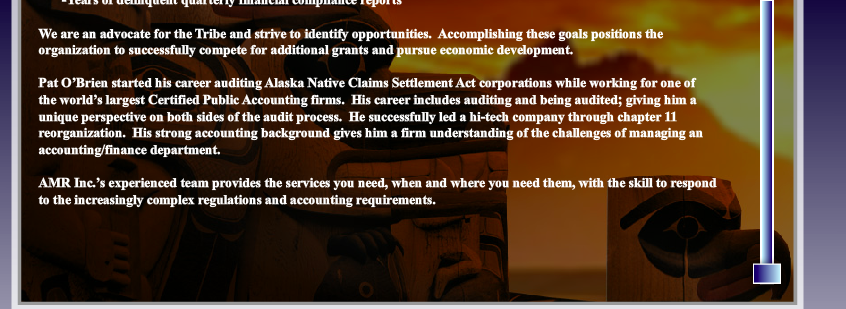 -Years of delinquent quarterly financial compliance reports
We are an advocate for the Tribe and strive to identify opportunities.  Accomplishing these goals positions the
organization to successfully compete for additional grants and pursue economic development.
Pat O'Brien started his career auditing Alaska Native Claims Settlement Act corporations while working for one of
the world's largest Certified Public Accounting firms.  His career includes auditing and being audited; giving him a
unique perspective on both sides of the audit process.  He successfully led a hi-tech company through chapter 11
reorganization.  His strong accounting background gives him a firm understanding of the challenges of managing an
accounting/finance department.
AMR Inc.'s experienced team provides the services you need, when and where you need them, with the skill to respond
to the increasingly complex regulations and accounting requirements.